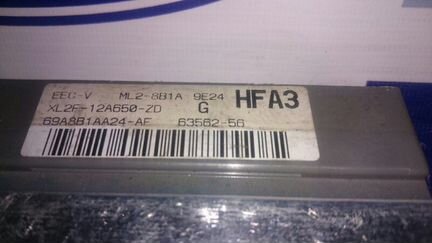 EEC-V ML2-8B1A 9E24 HFA3
XL2F-12A650-ZD G
69A8B1AA24-AF 63562-56